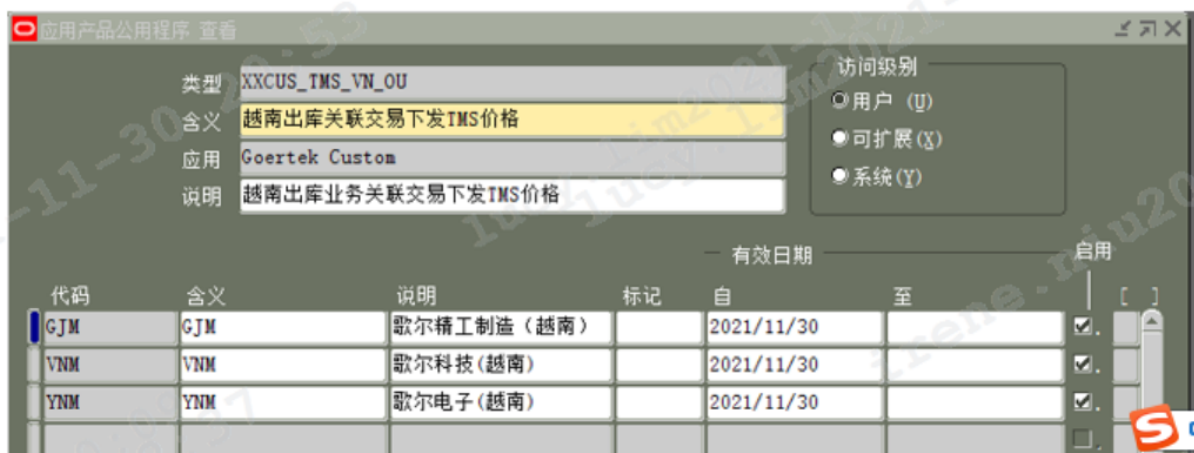 应用产品公用程序 查看
类型 XXCUS_TMS_VN_OU
含义 越南出库关联交易下发TMS价格
应用 Goertek Custom
说明 越南出库业务关联交易下发TMS价格
访问级别
用户 (U)
可扩展(X)
系统(Y)
有效日期
启用
代码 含义 说明 标记 自 至 [ ]
GJM GJM 歌尔精工制造（越南） 2021/11/30
VNM VNM 歌尔科技(越南) 2021/11/30
YNM YNM 歌尔电子(越南) 2021/11/30